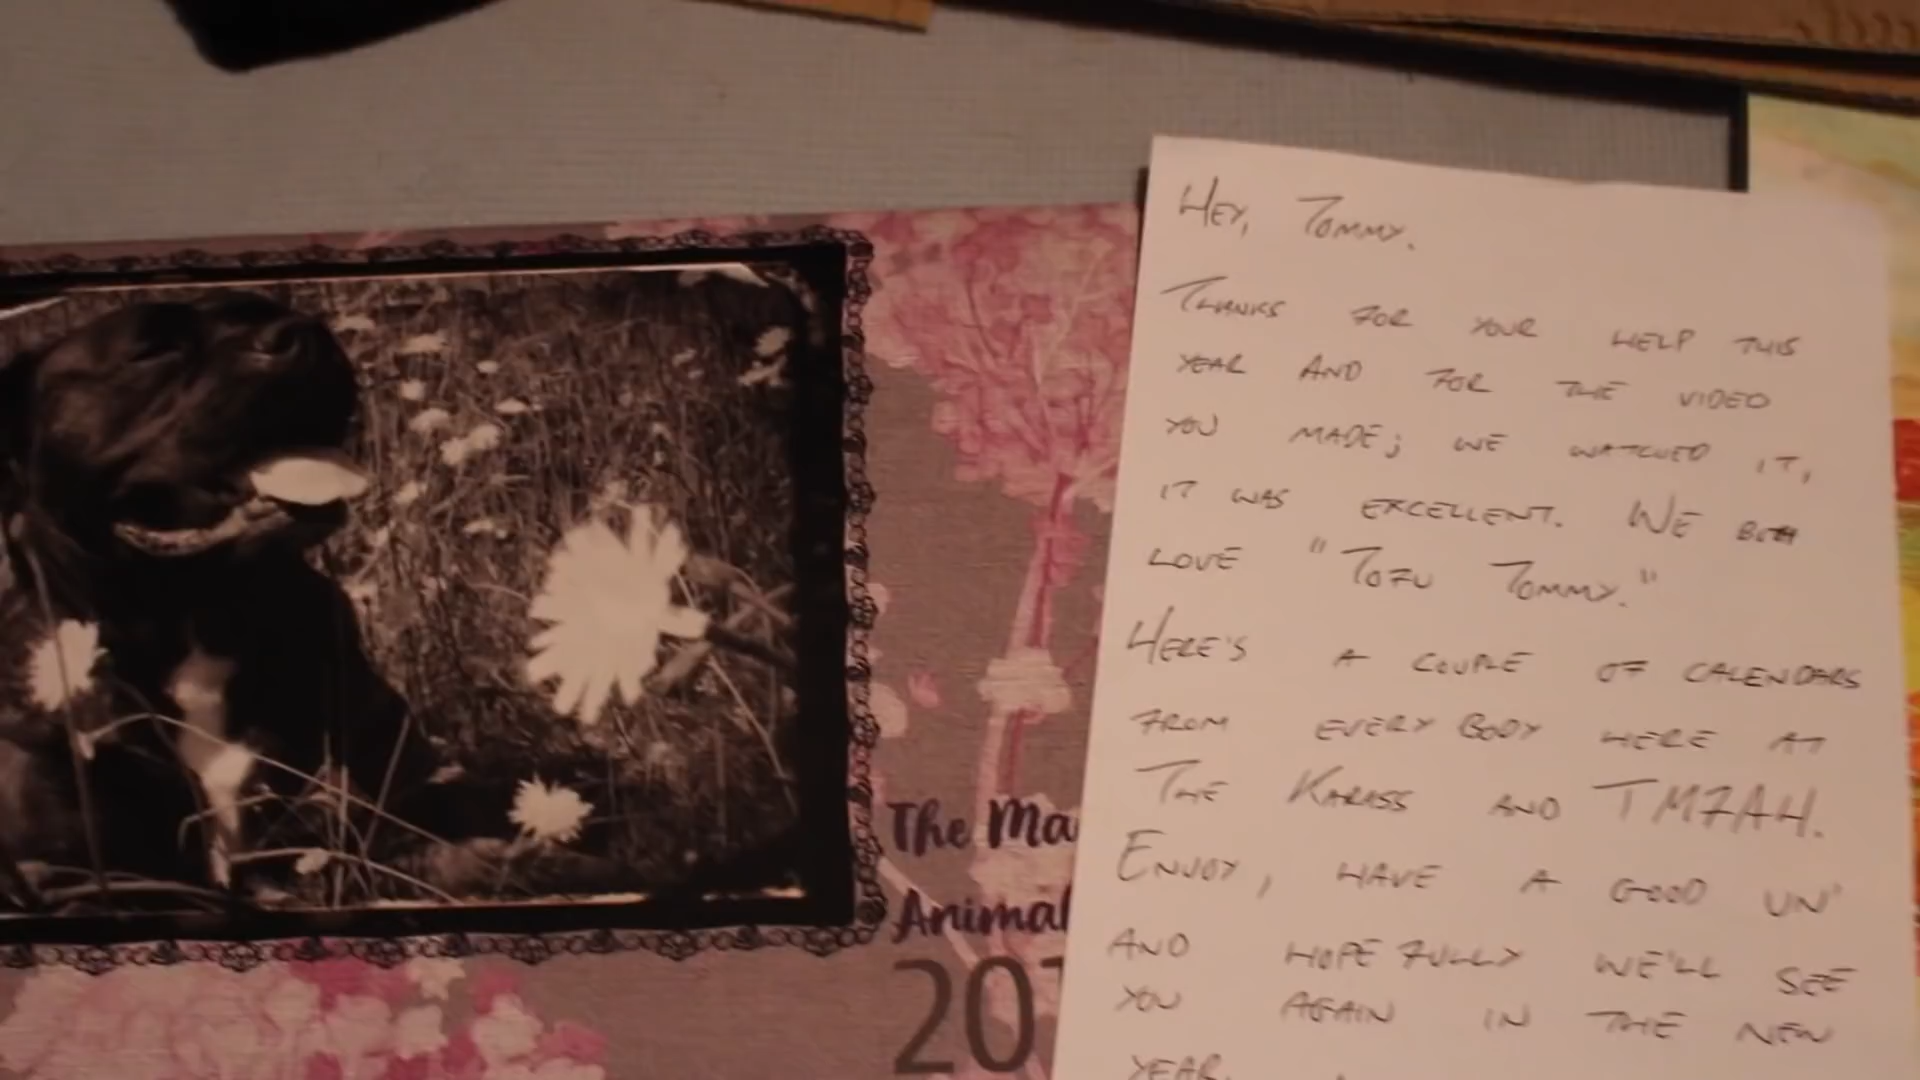 The Ma
Animal
20
HEY, TOMMY.
THANKS FOR YOUR HELP THIS
YEAR AND FOR THE VIDEO
YOU MADE; WE WATCHED IT,
IT WAS EXCELLENT. WE BOTH
LOVE "TOFU TOMMY."
HERE'S A COUPLE OF CALENDARS
FROM EVERYBODY HERE AT
THE KARASS AND TMFAH.
ENJOY, HAVE A GOOD UN'
AND HOPEFULLY WE'LL SEE
YOU AGAIN IN THE NEW
YEAR.